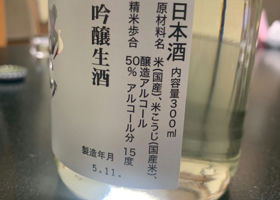 日本酒 内容量300ml
原材料名 米(国産)、米こうじ(国産米)、
醸造アルコール
精米歩合 50% アルコール分 15度
吟醸生酒
製造年月
5.11.